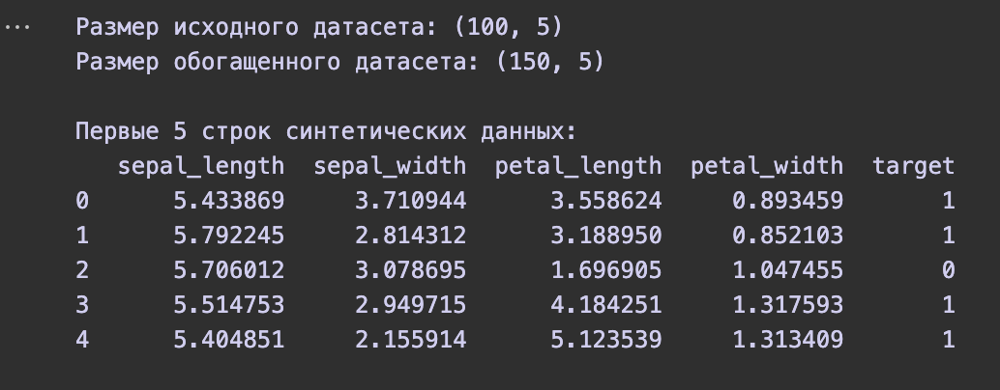 Размер исходного датасета: (100, 5)
Размер обогащенного датасета: (150, 5)
Первые 5 строк синтетических данных:
sepal_length sepal_width petal_length petal_width target
0 5.433869 3.710944 3.558624 0.893459 1
1 5.792245 2.814312 3.188950 0.852103 1
2 5.706012 3.078695 1.696905 1.047455 0
3 5.514753 2.949715 4.184251 1.317593 1
4 5.404851 2.155914 5.123539 1.313409 1